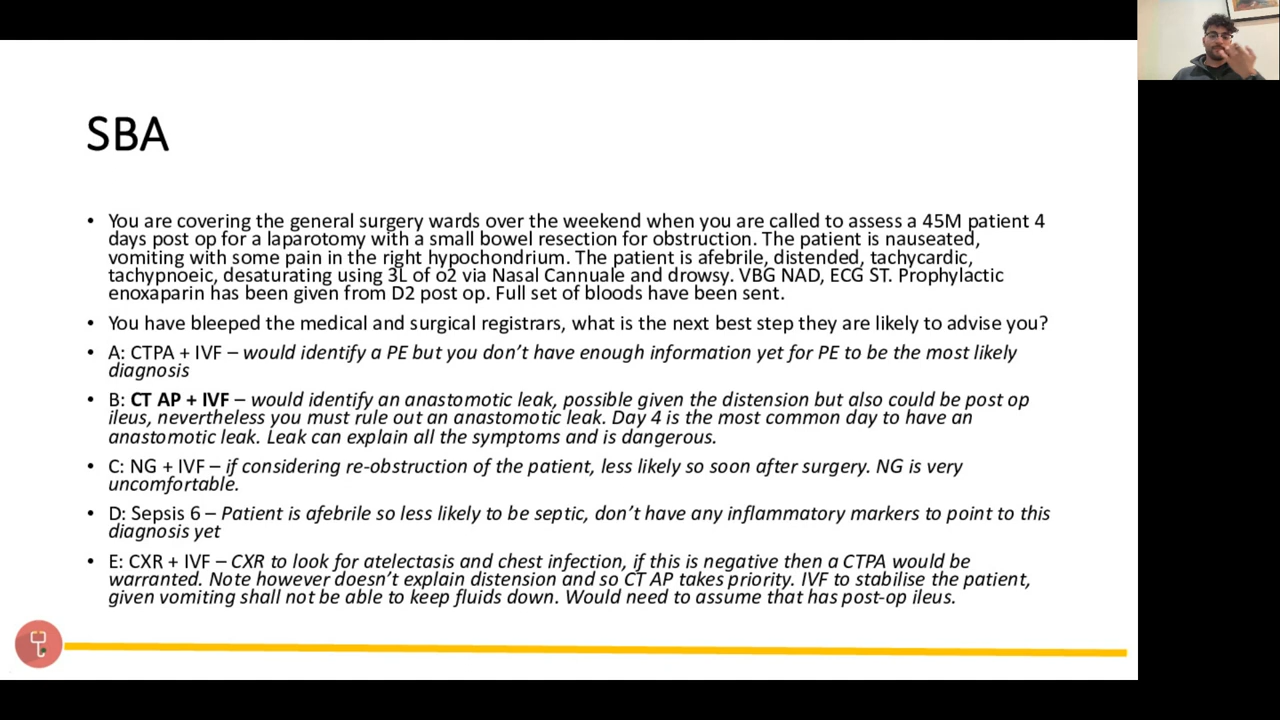 SBA
• You are covering the general surgery wards over the weekend when you are called to assess a 45M patient 4
days post op for a laparotomy with a small bowel resection for obstruction. The patient is nauseated,
vomiting with some pain in the right hypochondrium. The patient is afebrile, distended, tachycardic,
tachypnoeic, desaturating using 3L of o2 via Nasal Cannuale and drowsy. VBG NAD, ECG ST. Prophylactic
enoxaparin has been given from D2 post op. Full set of bloods have been sent.
• You have bleeped the medical and surgical registrars, what is the next best step they are likely to advise you?
• A: CTPA + IVF – would identify a PE but you don’t have enough information yet for PE to be the most likely
diagnosis
• B: CT AP + IVF – would identify an anastomotic leak, possible given the distension but also could be post op
ileus, nevertheless you must rule out an anastomotic leak. Day 4 is the most common day to have an
anastomotic leak. Leak can explain all the symptoms and is dangerous.
• C: NG + IVF – if considering re-obstruction of the patient, less likely so soon after surgery. NG is very
uncomfortable.
• D: Sepsis 6 – Patient is afebrile so less likely to be septic, don’t have any inflammatory markers to point to this
diagnosis yet
• E: CXR + IVF – CXR to look for atelectasis and chest infection, if this is negative then a CTPA would be
warranted. Note however doesn’t explain distension and so CT AP takes priority. IVF to stabilise the patient,
given vomiting shall not be able to keep fluids down. Would need to assume that has post-op ileus.